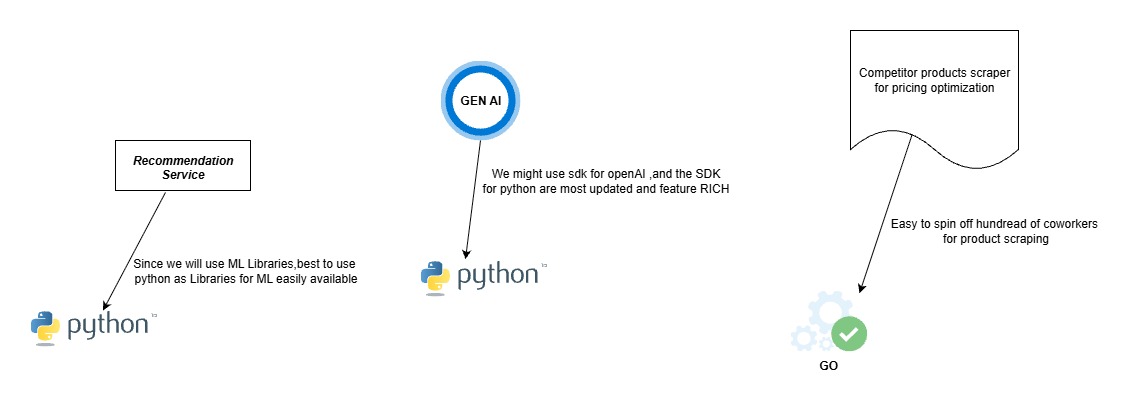 Competitor products scraper
for pricing optimization
GEN AI
Recommendation
Service
We might use sdk for openAI ,and the SDK
for python are most updated and feature RICH
Easy to spin off hundread of coworkers
for product scraping
Since we will use ML Libraries,best to use
python as Libraries for ML easily available
python
python
GO